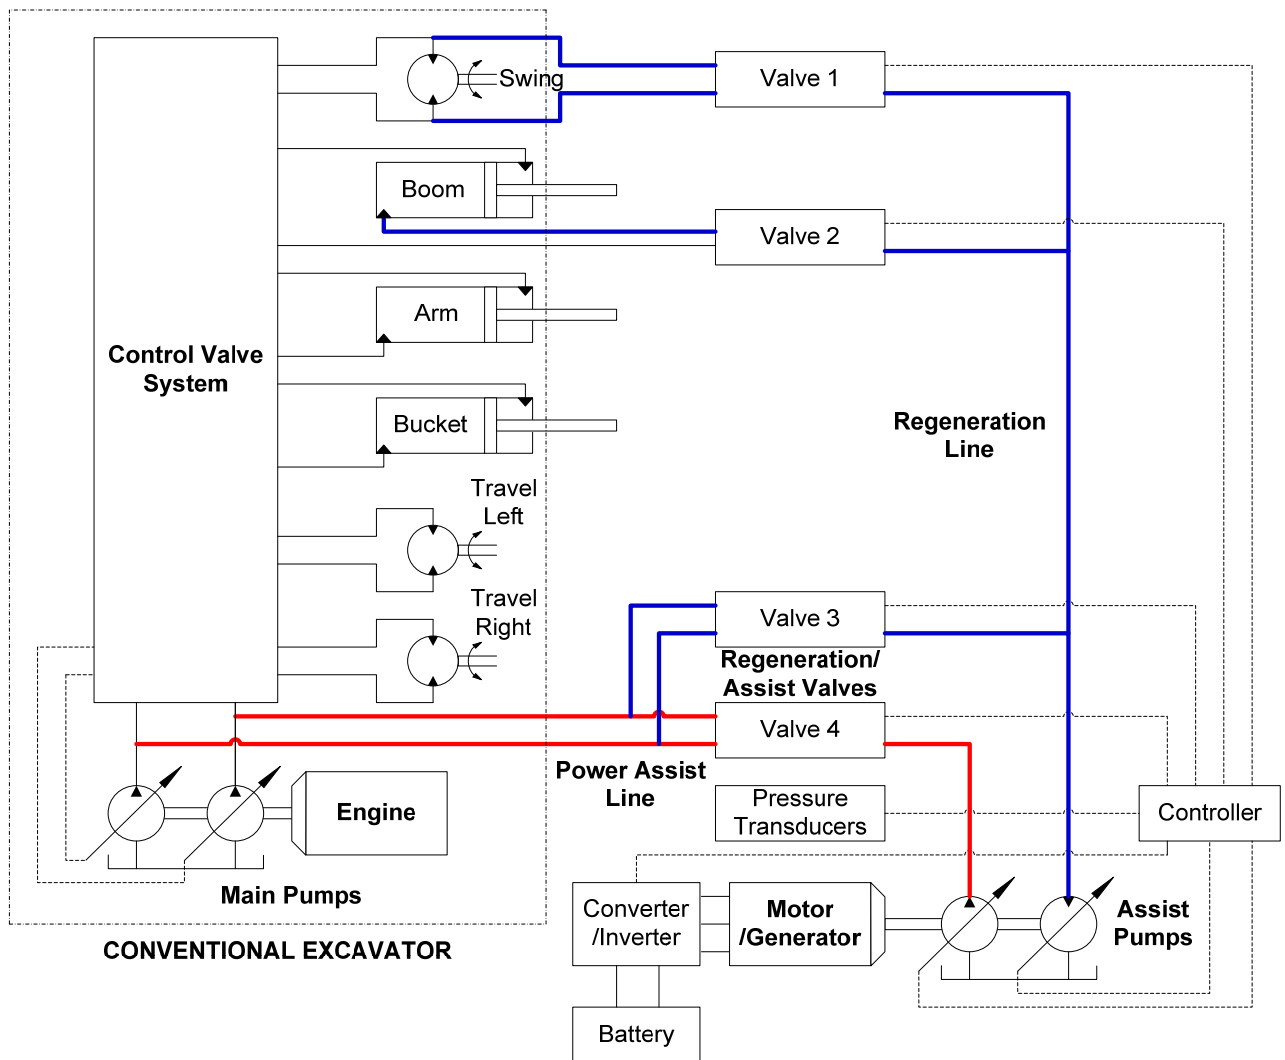 Swing
Valve 1
Boom
Valve 2
Arm
Control Valve
System
Bucket
Regeneration
Line
Travel
Left
Travel
Right
Valve 3
Regeneration/
Assist Valves
Valve 4
Power Assist
Line
Pressure
Transducers
Controller
Engine
Main Pumps
Converter
/Inverter
Motor
/Generator
Assist
Pumps
CONVENTIONAL EXCAVATOR
Battery